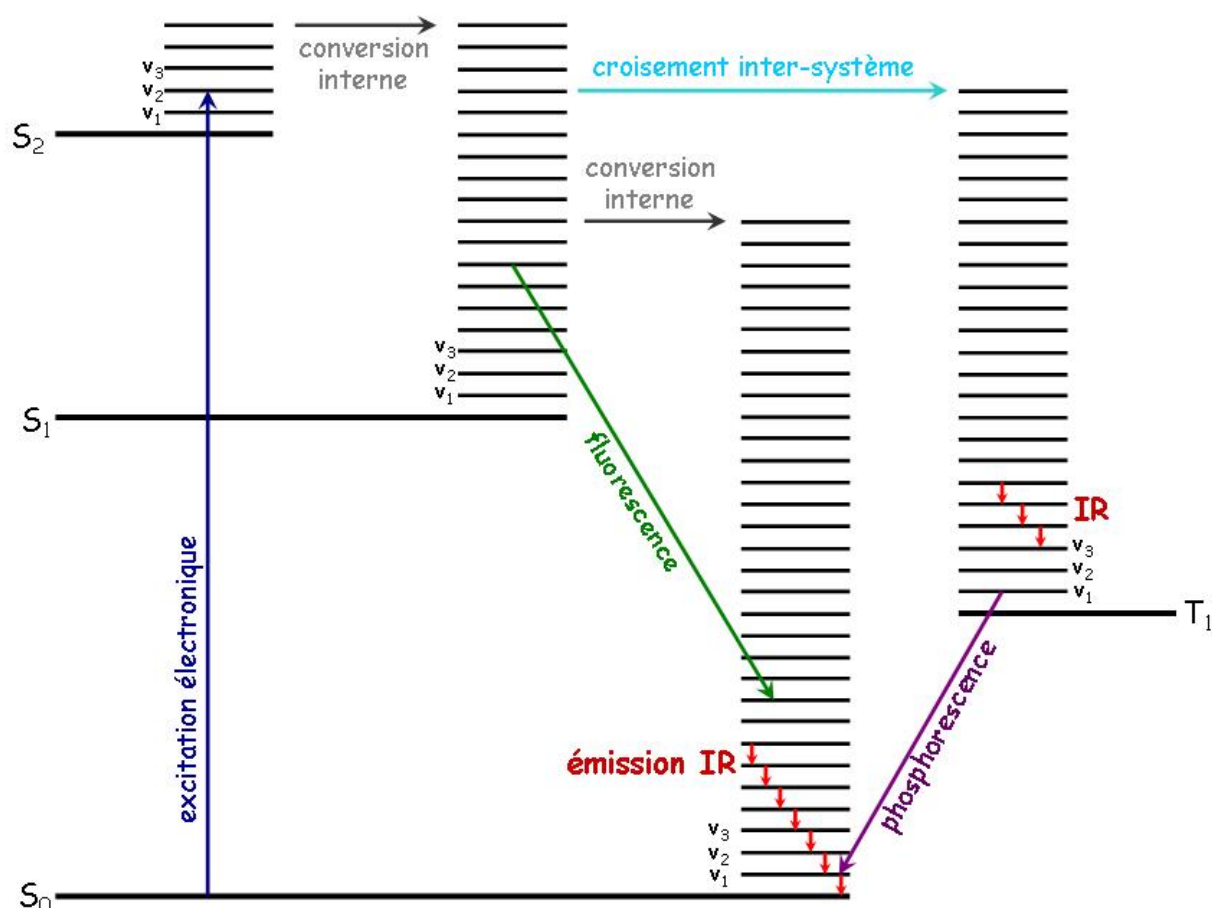 conversion
interne
croisement inter-système
v3
v2
v1
S2
conversion
interne
v3
v2
v1
S1
fluorescence
IR
v3
v2
v1
T1
excitation électronique
phosphorescence
émission IR
v3
v2
v1
S0